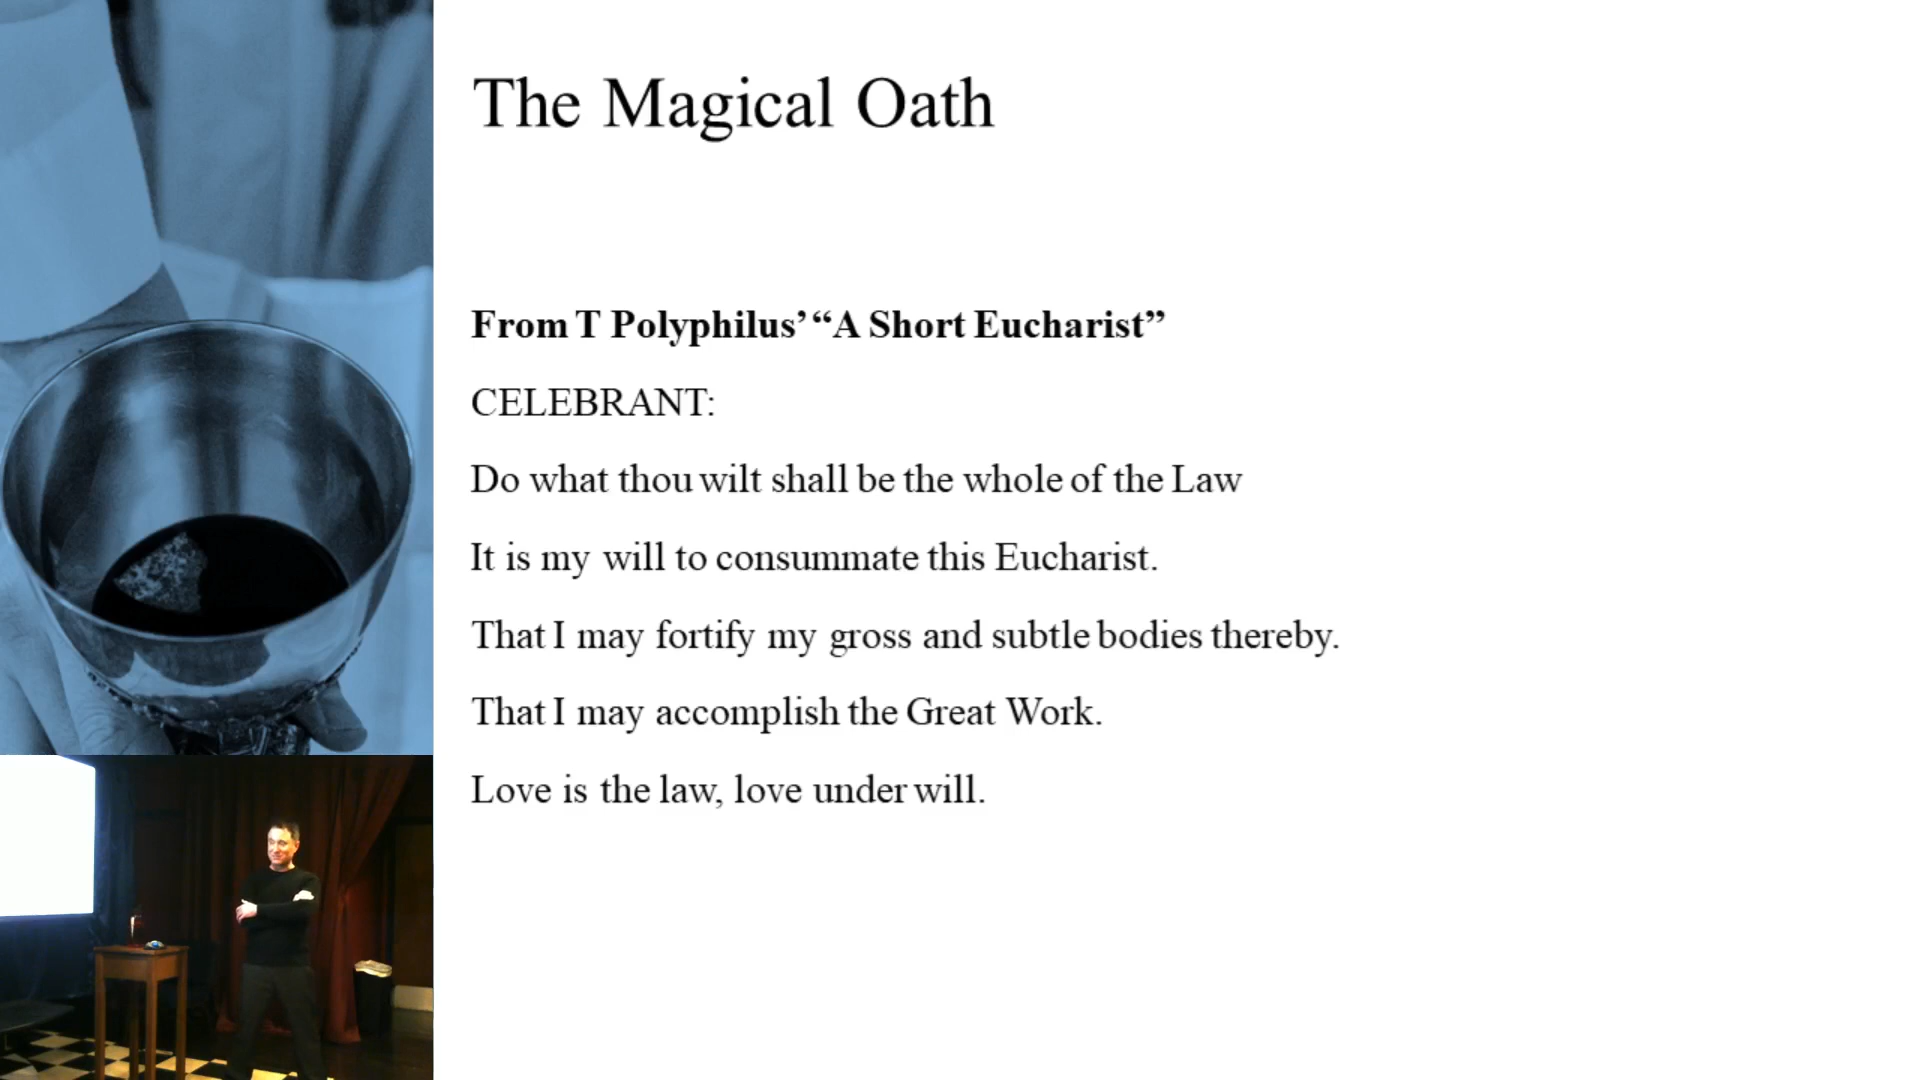 The Magical Oath
From T Polyphilus’ “A Short Eucharist”
CELEBRANT:
Do what thou wilt shall be the whole of the Law
It is my will to consummate this Eucharist.
That I may fortify my gross and subtle bodies thereby.
That I may accomplish the Great Work.
Love is the law, love under will.